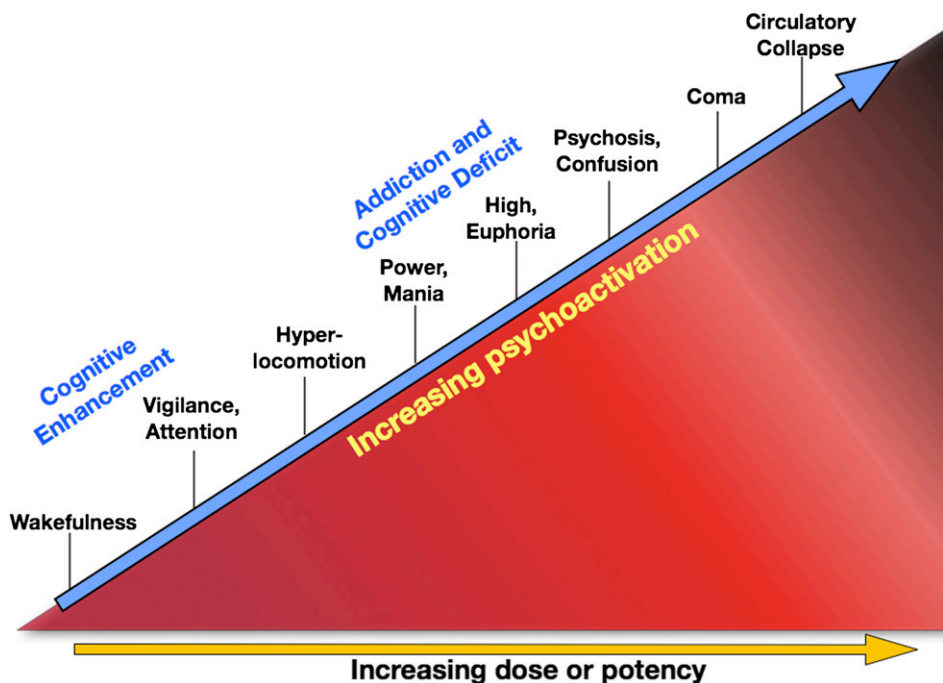 Circulatory
Collapse
Coma
Psychosis,
Confusion
Addiction and
Cognitive Deficit
High,
Euphoria
Power,
Mania
Hyper-
locomotion
Cognitive
Enhancement
Vigilance,
Attention
Wakefulness
Increasing psychoactivation
Increasing dose or potency